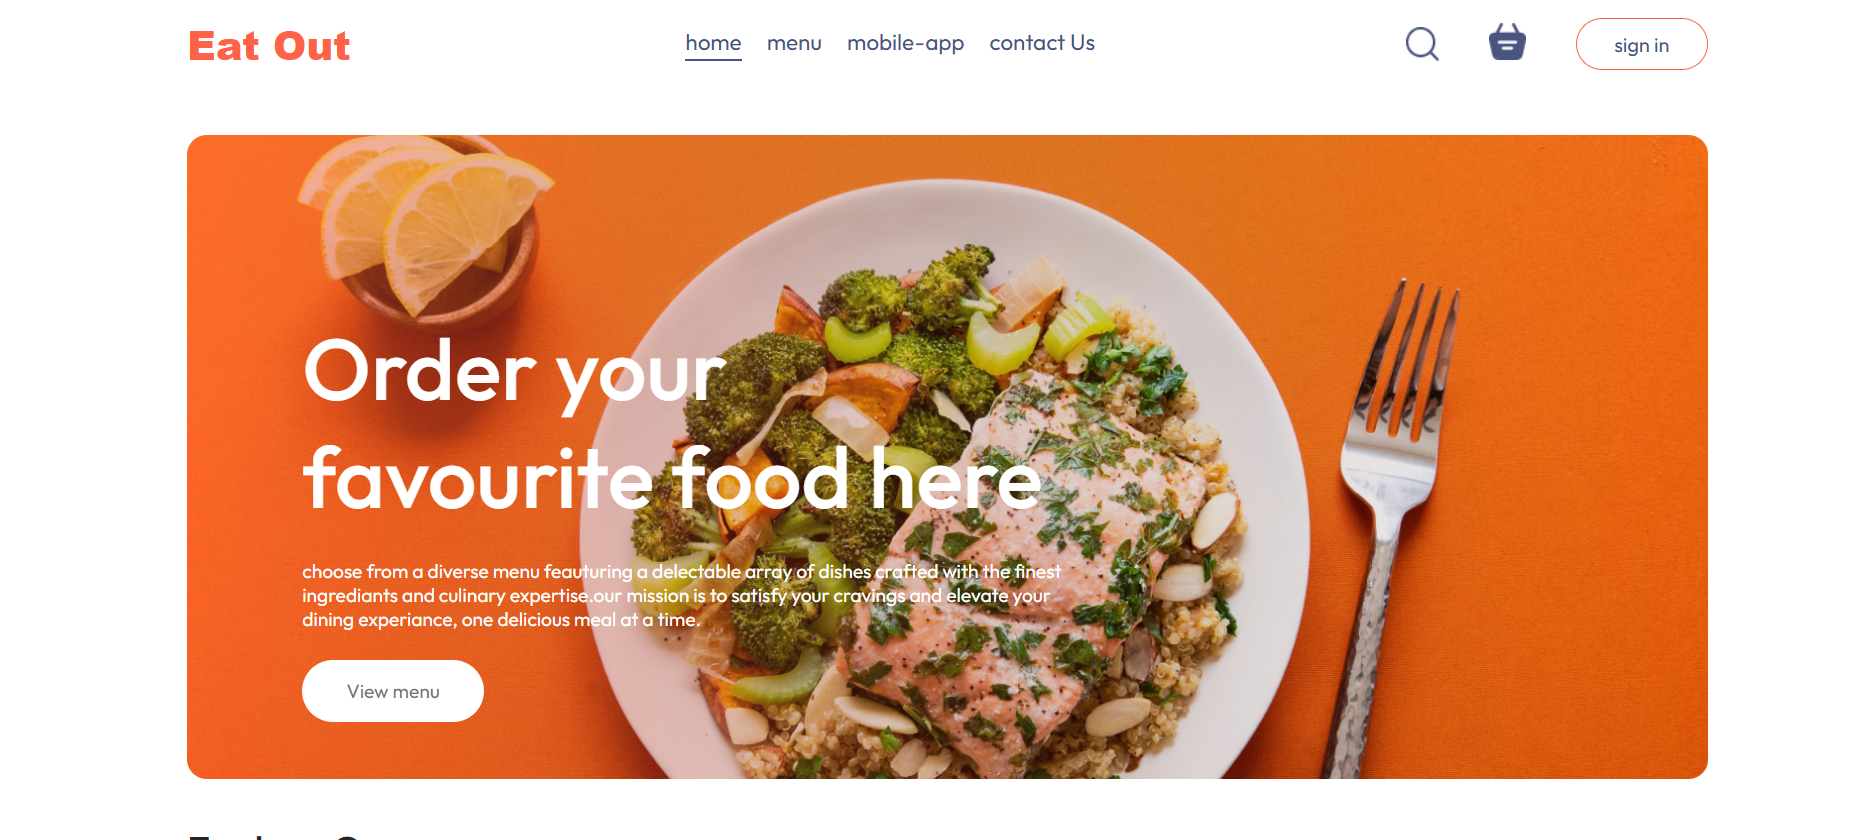 Eat Out
home menu mobile-app contact Us
sign in
Order your
favourite food here
choose from a diverse menu feauturing a delectable array of dishes crafted with the finest
ingrediants and culinary expertise.our mission is to satisfy your cravings and elevate your
dining experiance, one delicious meal at a time.
View menu